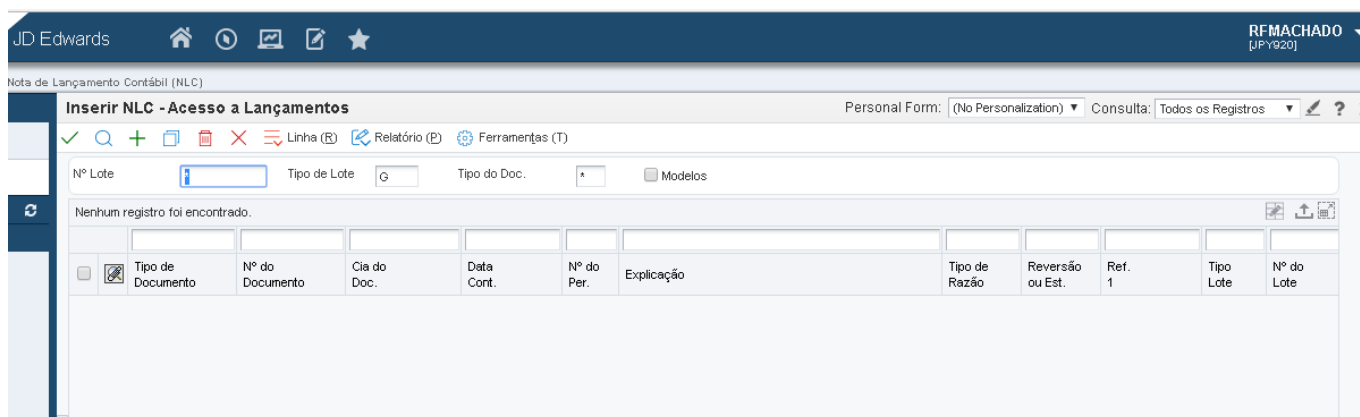 JD Edwards
RFMACHADO
[JPY920]
Nota de Lançamento Contábil (NLC)
Inserir NLC - Acesso a Lançamentos
Personal Form: (No Personalization) Consulta: Todos os Registros ?
Linha (R) Relatório (P) Ferramentas (T)
Nº Lote * Tipo de Lote G Tipo do Doc. * Modelos
Nenhum registro foi encontrado.
Tipo de Documento
Nº do Documento
Cia do Doc.
Data Cont.
Nº do Per.
Explicação
Tipo de Razão
Reversão ou Est.
Ref. 1
Tipo Lote
Nº do Lote